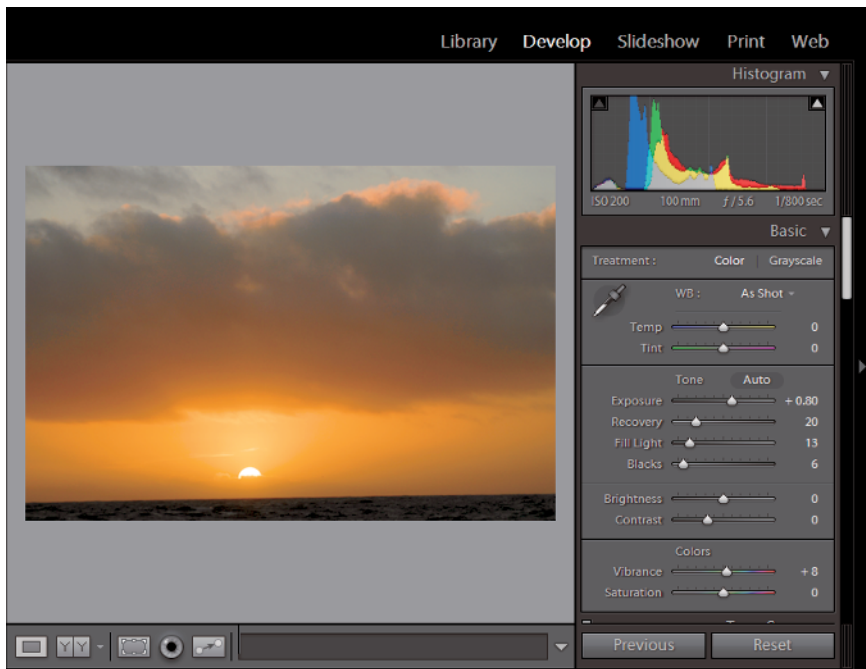 Library Develop Slideshow Print Web
Histogram
ISO 200 100 mm ƒ / 5.6 1/800 sec
Basic
Treatment : Color Grayscale
WB : As Shot
Temp 0
Tint 0
Tone Auto
Exposure + 0.80
Recovery 20
Fill Light 13
Blacks 6
Brightness 0
Contrast 0
Colors
Vibrance + 8
Saturation 0
Y Y
Previous Reset